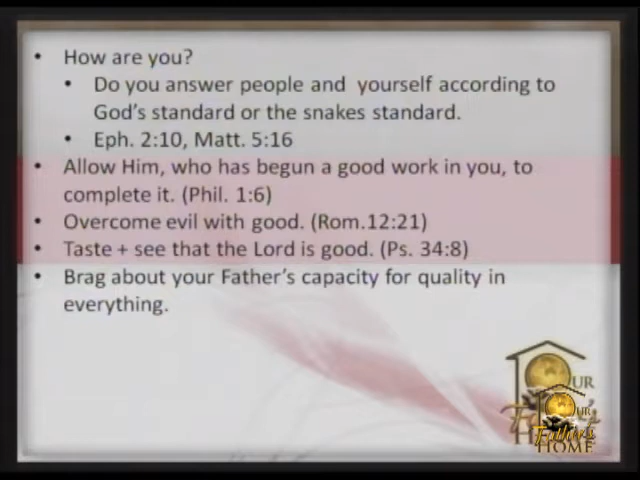 • How are you?
• Do you answer people and yourself according to
God's standard or the snakes standard.
• Eph. 2:10, Matt. 5:16
• Allow Him, who has begun a good work in you, to
complete it. (Phil. 1:6)
• Overcome evil with good. (Rom.12:21)
• Taste + see that the Lord is good. (Ps. 34:8)
• Brag about your Father's capacity for quality in
everything.
OUR
OUR
Father's
HOME